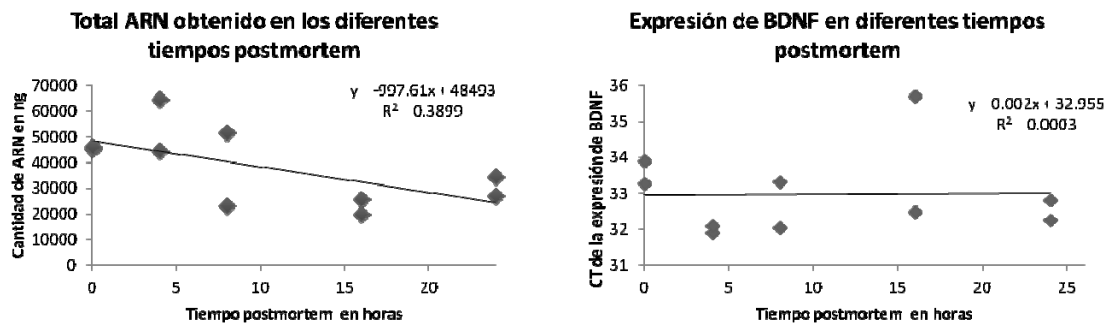 Total ARN obtenido en los diferentes
tiempos postmortem
70000
60000
50000
40000
30000
20000
10000
0
Cantidad de ARN en ng
y -997.61x + 48493
R² 0.3899
0
5
10
15
20
Tiempo postmortem en horas
Expresión de BDNF en diferentes tiempos
postmortem
36
35
34
33
32
31
CT de la expresión de BDNF
y 0.002x + 32.955
R² 0.0003
0
5
10
15
20
25
Tiempo postmortem en horas